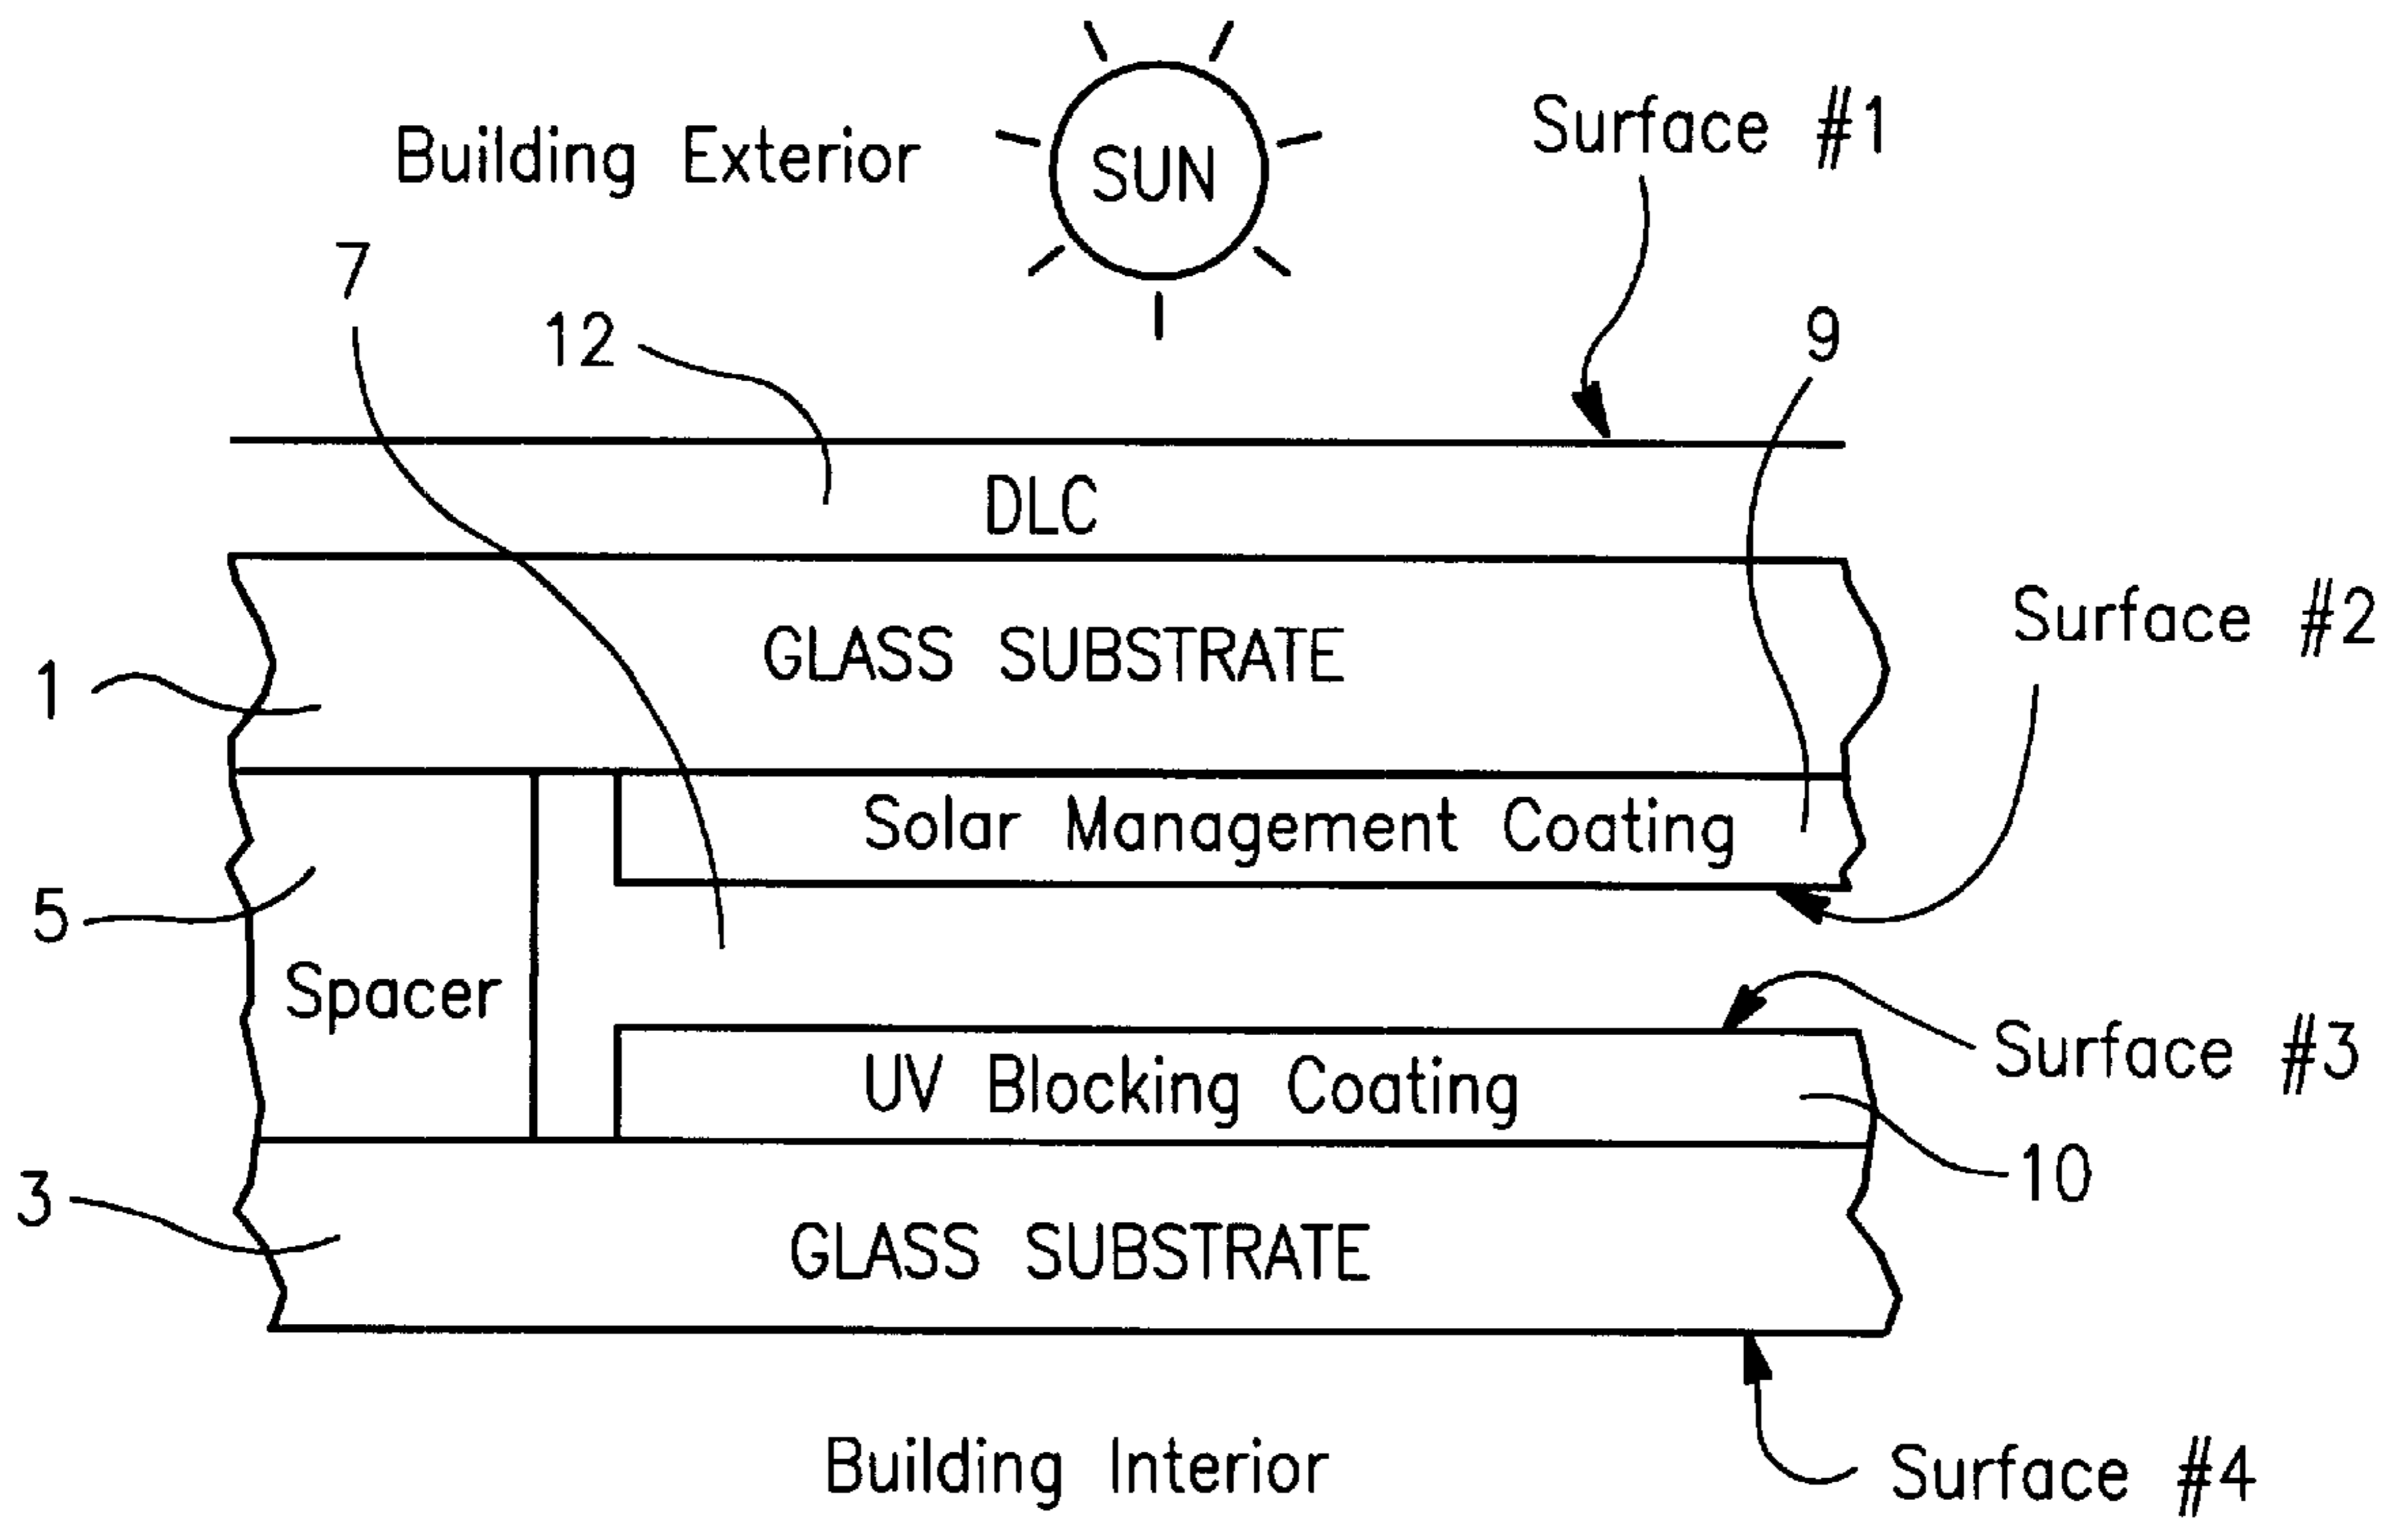 Surface #1
Building Exterior
SUN
7
12
9
DLC
Surface #2
GLASS SUBSTRATE
1
Solar Management Coating
5
Spacer
Surface #3
UV Blocking Coating
10
3
GLASS SUBSTRATE
Building Interior
Surface #4